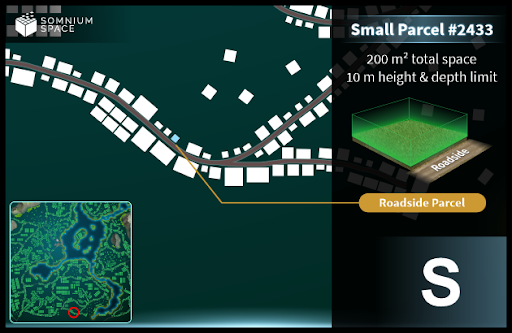 SOMNIUM
SPACE
Small Parcel #2433
200 m² total space
10 m height & depth limit
Roadside
Roadside Parcel
S